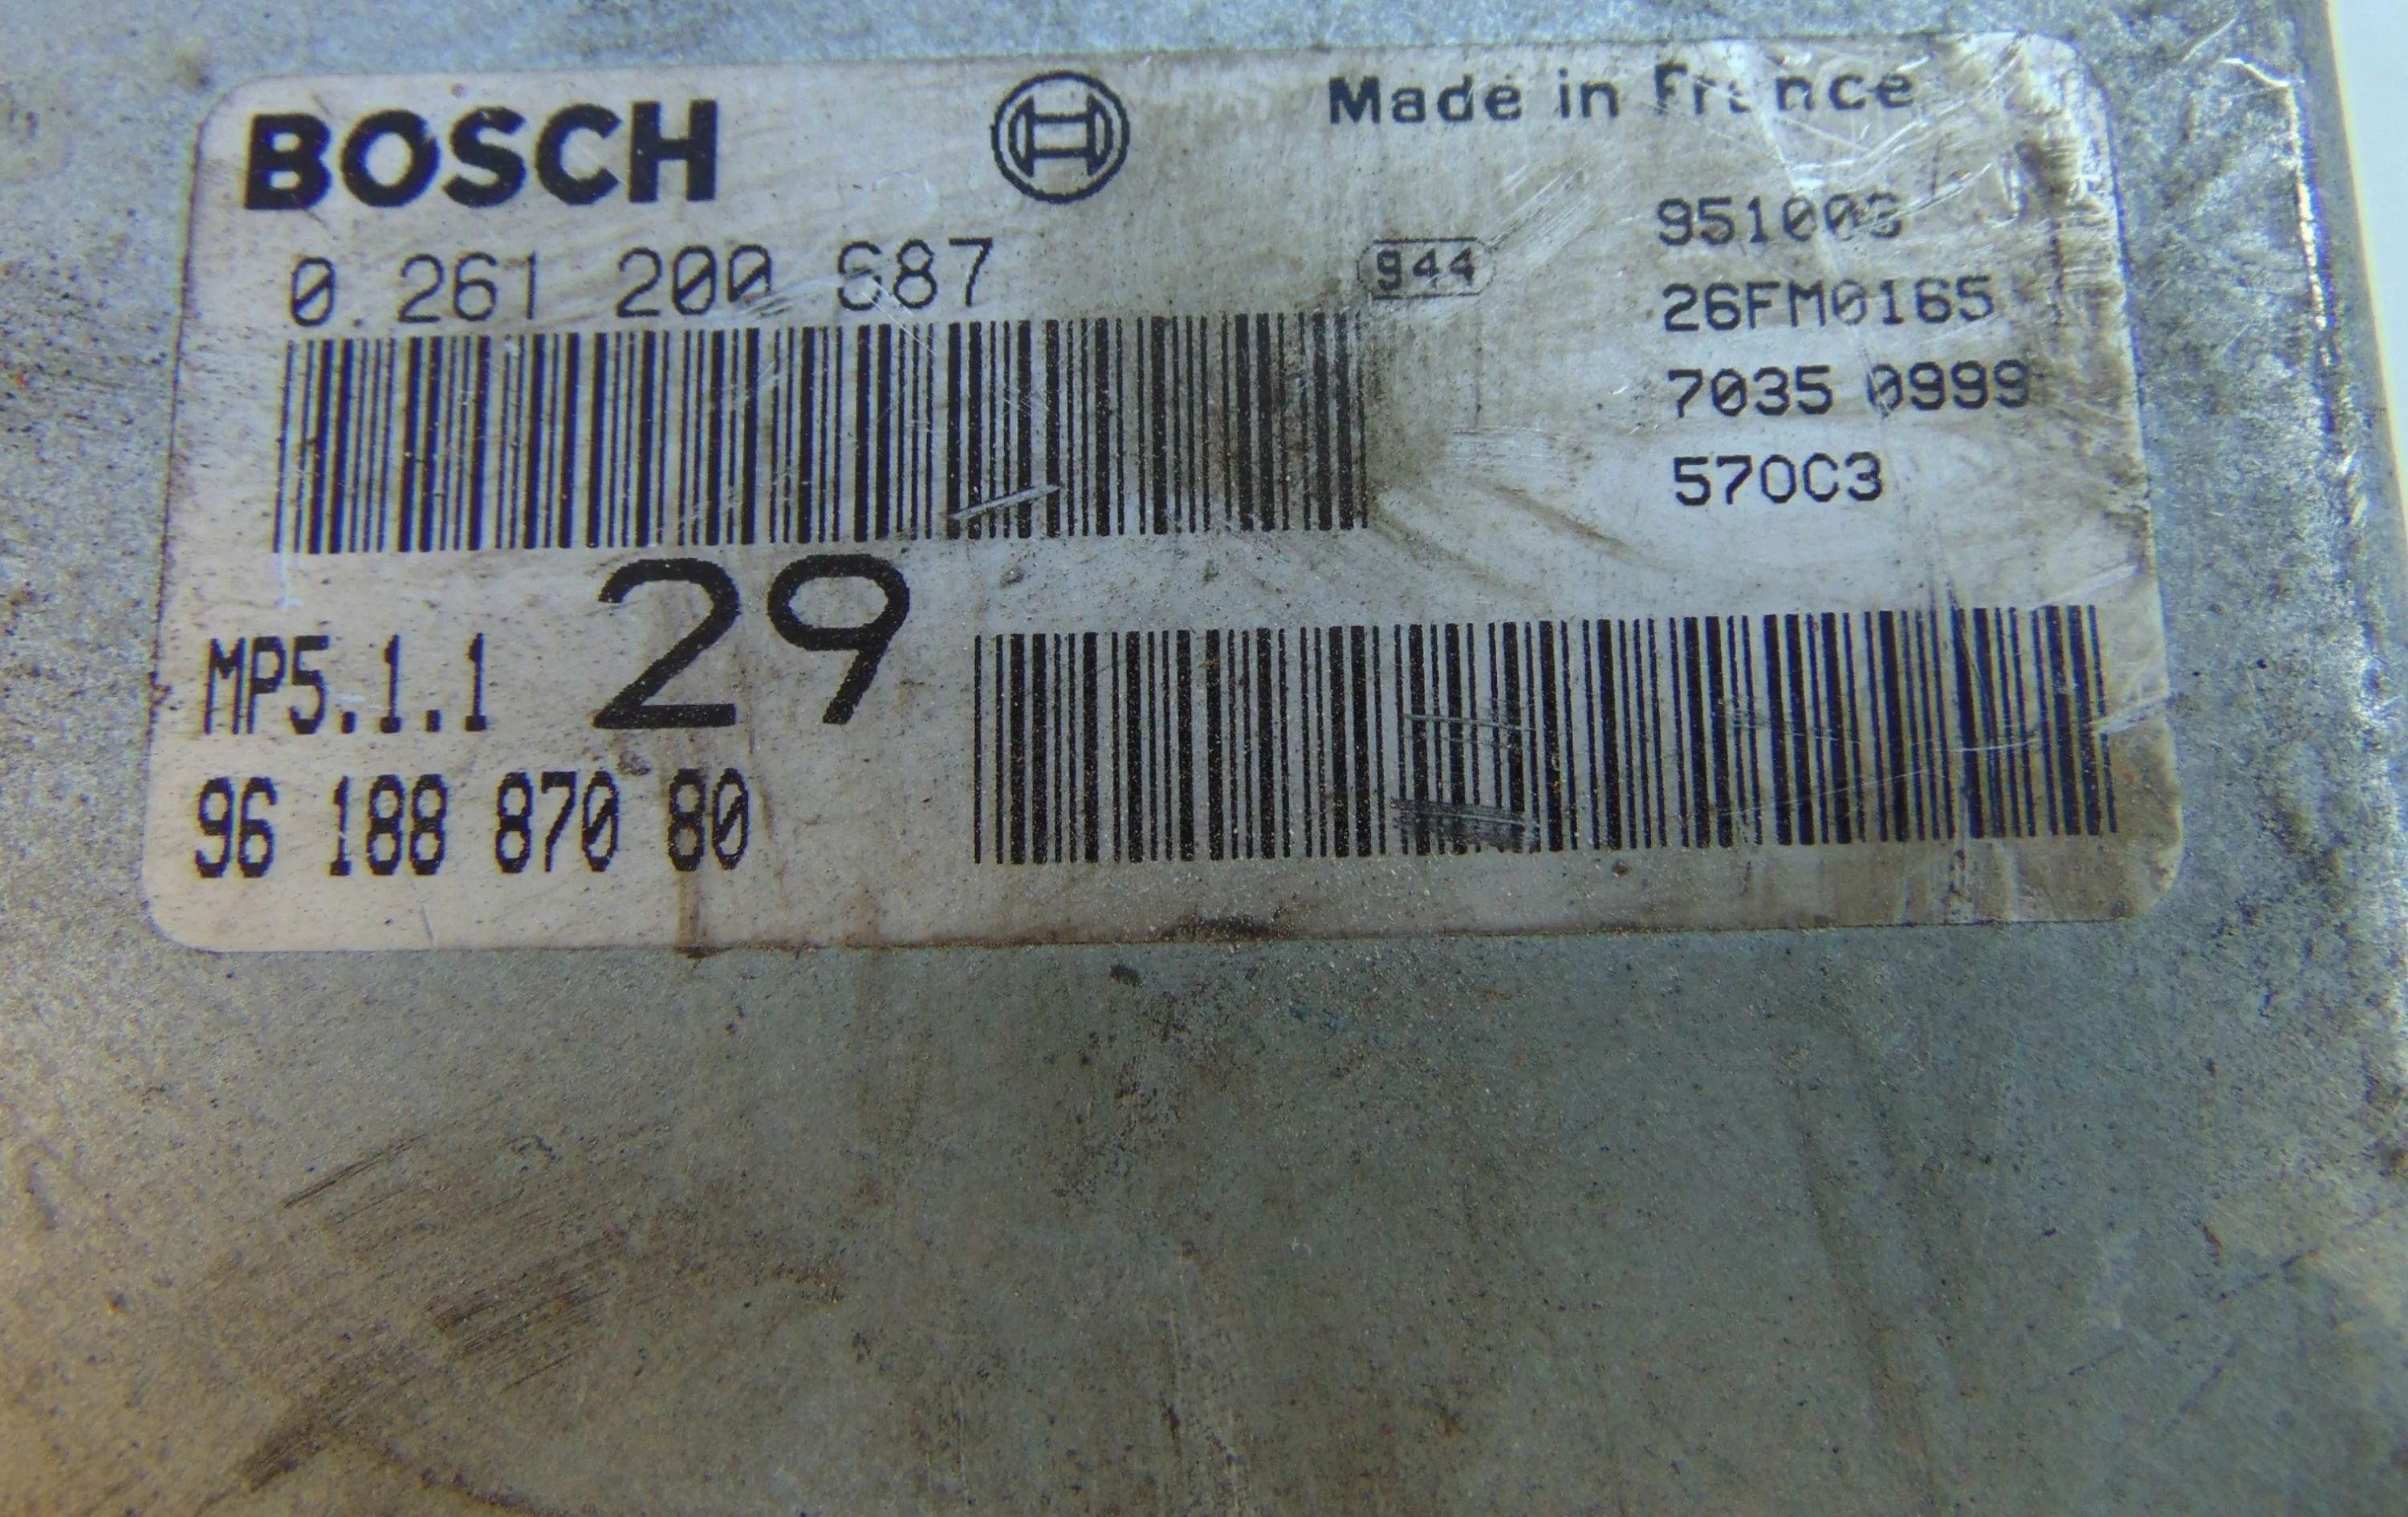 BOSCH
Made in France
0 261 200 687
944
951003
26FM0165
7035 0999
570C3
MP5.1.1 29
96 188 870 80